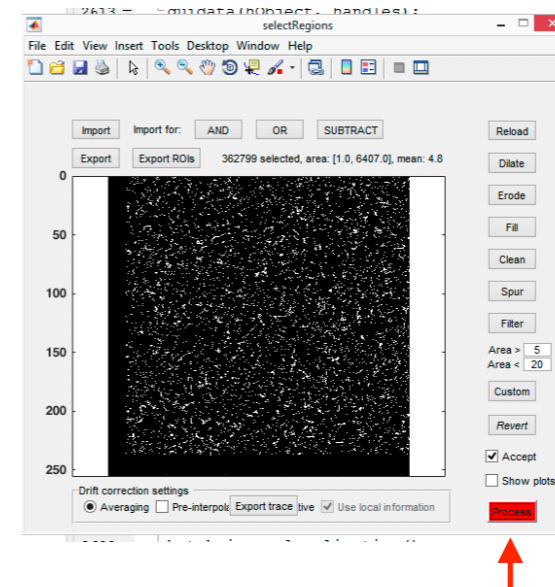 2613 — guidata(hObject, handles);
selectRegions
File Edit View Insert Tools Desktop Window Help
Import Import for: AND OR SUBTRACT Reload
Export Export ROIs 362799 selected, area: [1.0, 6407.0], mean: 4.8 Dilate
0
Erode
50 Fill
Clean
100 Spur
Filter
150 Area > 5
Area < 20
Custom
200
Revert
250 Accept
Show plots
Drift correction settings
Averaging Pre-interpola Export trace tive Use local information
Process